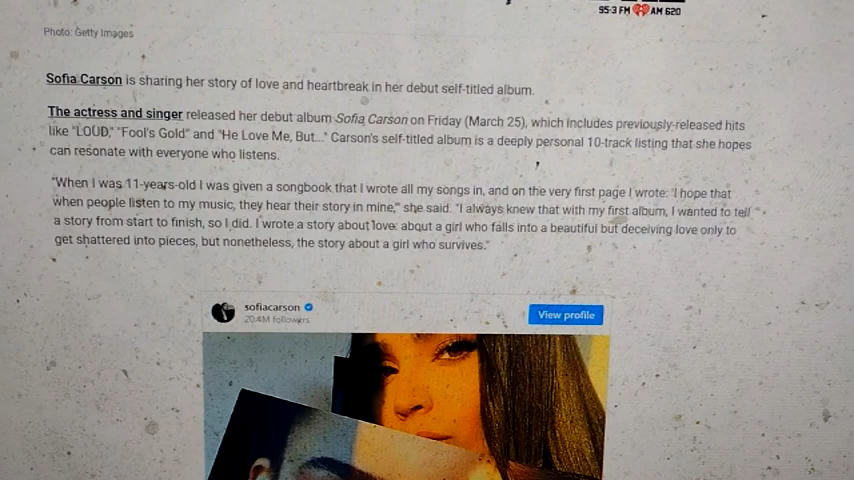 95.3 FM iHeart AM 620
Photo: Getty Images
Sofia Carson is sharing her story of love and heartbreak in her debut self-titled album.
The actress and singer released her debut album Sofia Carson on Friday (March 25), which includes previously-released hits
like "LOUD," "Fool's Gold" and "He Love Me, But..." Carson's self-titled album is a deeply personal 10-track listing that she hopes
can resonate with everyone who listens.
"When I was 11-years-old I was given a songbook that I wrote all my songs in, and on the very first page I wrote: 'I hope that
when people listen to my music, they hear their story in mine,'" she said. "I always knew that with my first album, I wanted to tell
a story from start to finish, so I did. I wrote a story about love: about a girl who falls into a beautiful but deceiving love only to
get shattered into pieces, but nonetheless, the story about a girl who survives."
sofiacarson
20.4M followers
View profile